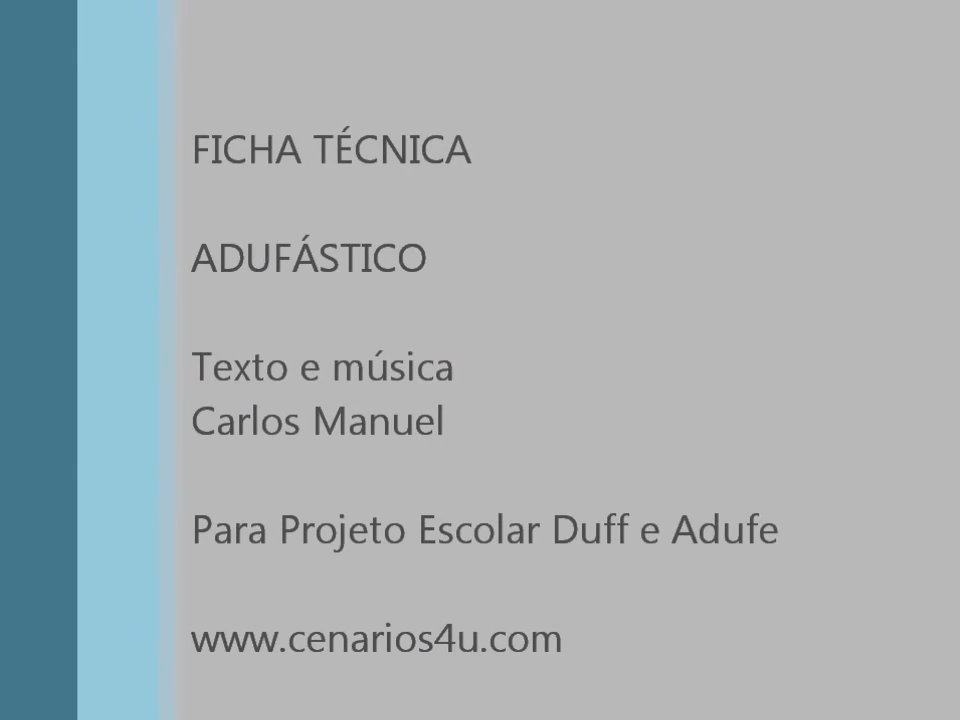 FICHA TÉCNICA
ADUFÁSTICO
Texto e música
Carlos Manuel
Para Projeto Escolar Duff e Adufe
www.cenarios4u.com